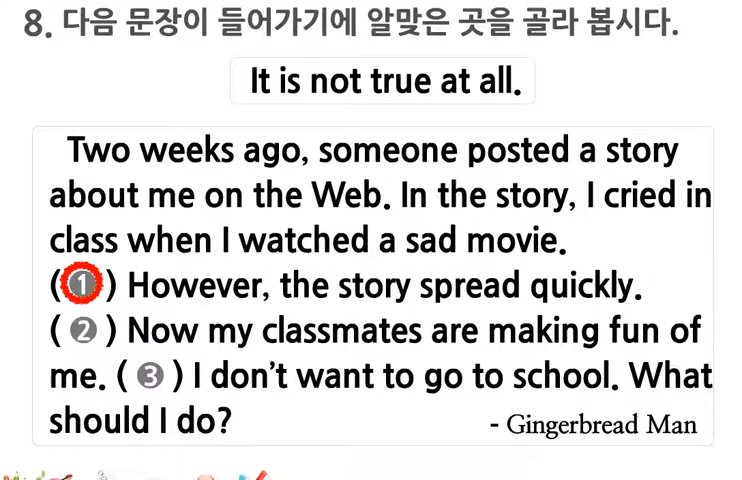 8. 다음 문장이 들어가기에 알맞은 곳을 골라 봅시다.
It is not true at all.
Two weeks ago, someone posted a story
about me on the Web. In the story, I cried in
class when I watched a sad movie.
( ❶ ) However, the story spread quickly.
( ❷ ) Now my classmates are making fun of
me. ( ❸ ) I don't want to go to school. What
should I do? - Gingerbread Man